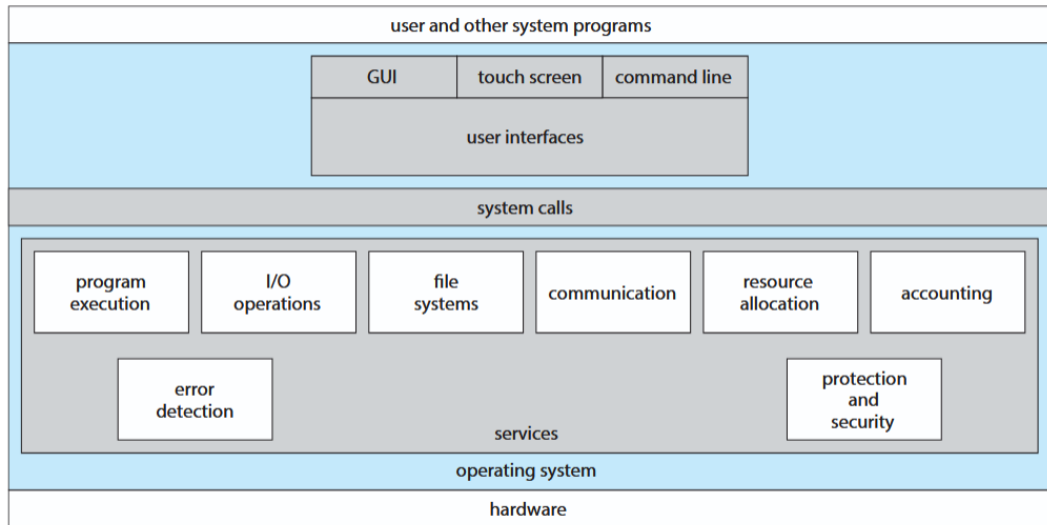 user and other system programs
GUI
touch screen
command line
user interfaces
system calls
program
execution
I/O
operations
file
systems
communication
resource
allocation
accounting
error
detection
protection
and
security
services
operating system
hardware